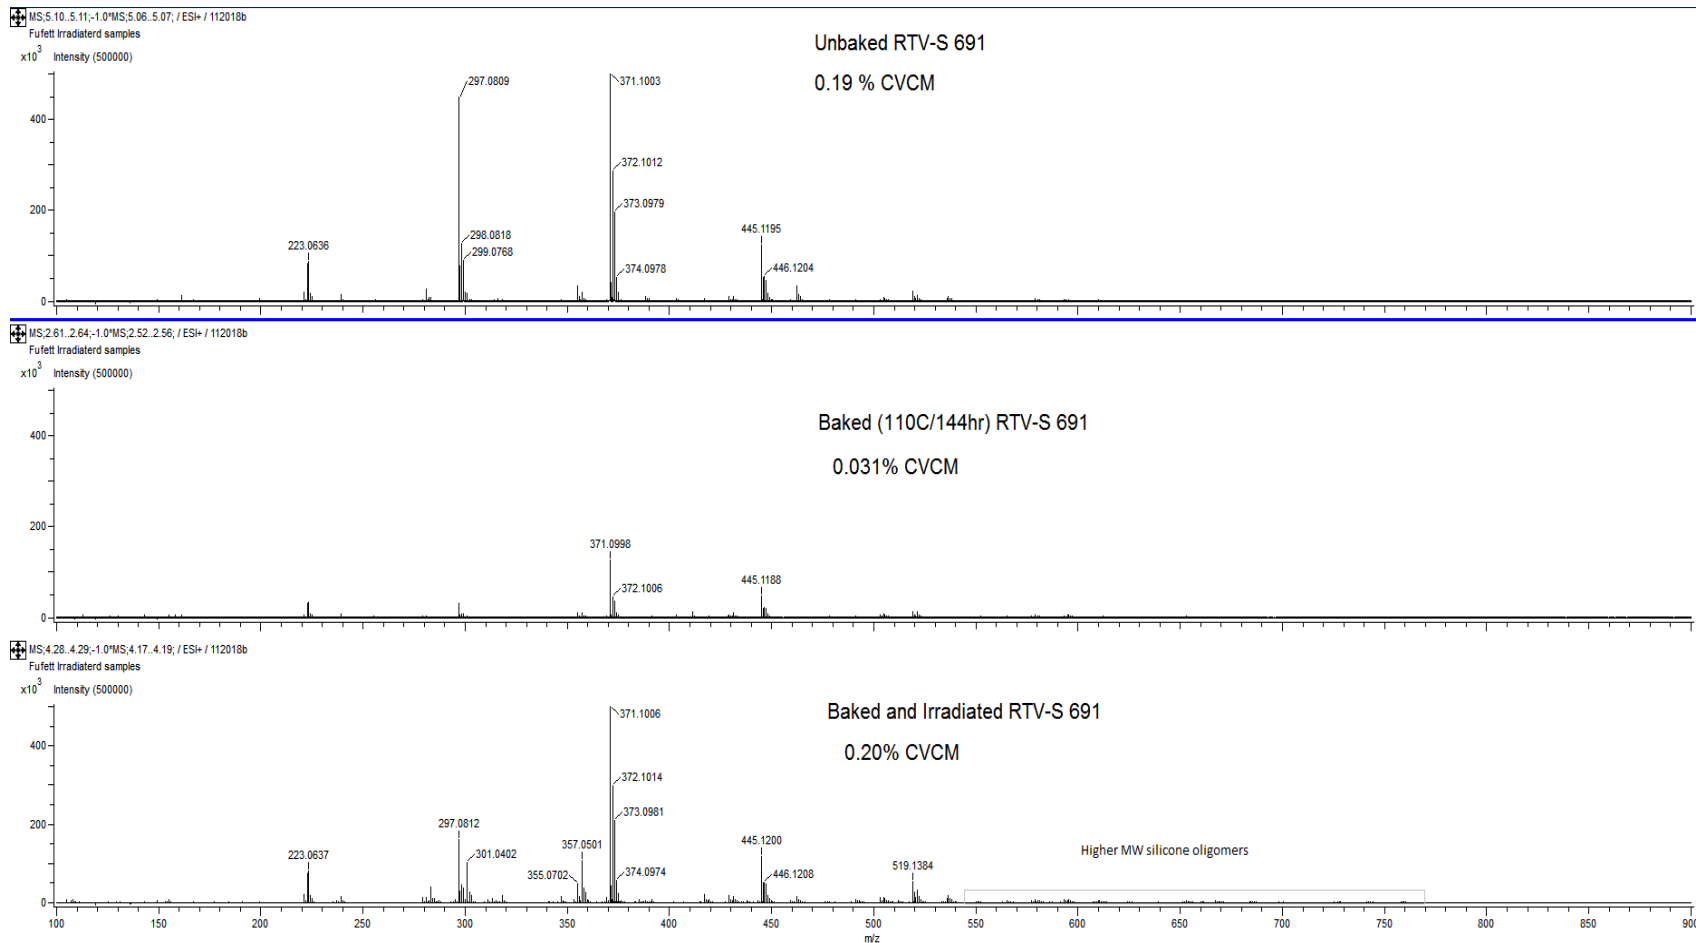 MS;5.10..5.11;-1.0*MS;5.06..5.07; / ESI+ / 112018b
Fufett Irradiaterd samples
x10³ Intensity (500000)
Unbaked RTV-S 691
0.19 % CVCM
297.0809
371.1003
400
372.1012
200
373.0979
223.0636
298.0818
299.0768
445.1195
374.0978
446.1204
0
MS;2.61..2.64;-1.0*MS;2.52..2.56; / ESI+ / 112018b
Fufett Irradiaterd samples
x10³ Intensity (500000)
Baked (110C/144hr) RTV-S 691
0.031% CVCM
400
200
371.0998
372.1006
445.1188
0
MS;4.28..4.29;-1.0*MS;4.17..4.19; / ESI+ / 112018b
Fufett Irradiaterd samples
x10³ Intensity (500000)
Baked and Irradiated RTV-S 691
0.20% CVCM
371.1006
400
372.1014
373.0981
200
297.0812
357.0501
445.1200
223.0637
301.0402
355.0702
374.0974
446.1208
519.1384
Higher MW silicone oligomers
0
100 150 200 250 300 350 400 450 500 550 600 650 700 750 800 850 900
m/z